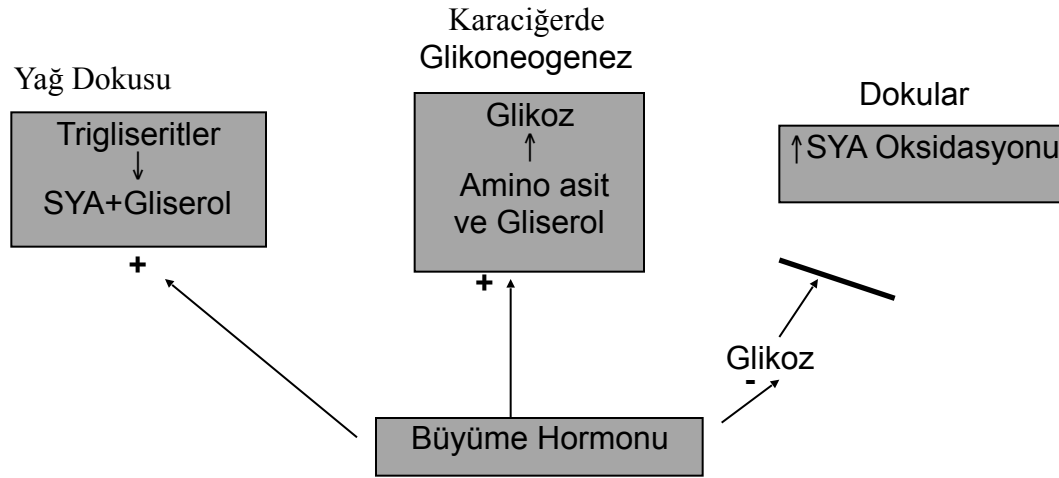 Yağ Dokusu
Trigliseritler
↓
SYA+Gliserol
+
Karaciğerde
Glikoneogenez
Glikoz
↑
Amino asit
ve Gliserol
+
Dokular
↑SYA Oksidasyonu
Glikoz
-
Büyüme Hormonu